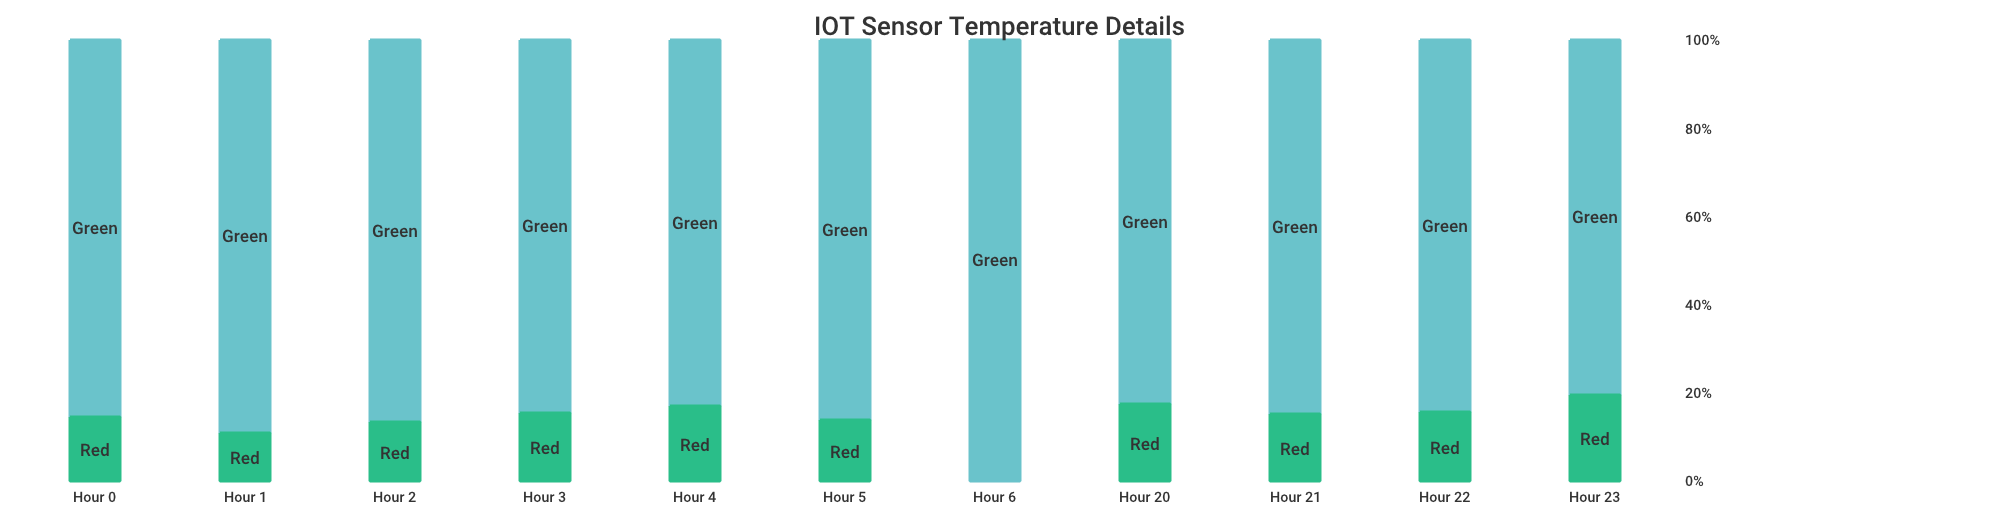 IOT Sensor Temperature Details
100%
80%
60%
40%
20%
0%
Green
Green
Green
Green
Green
Green
Green
Green
Green
Green
Green
Red
Red
Red
Red
Red
Red
Red
Red
Red
Red
Hour 0
Hour 1
Hour 2
Hour 3
Hour 4
Hour 5
Hour 6
Hour 20
Hour 21
Hour 22
Hour 23